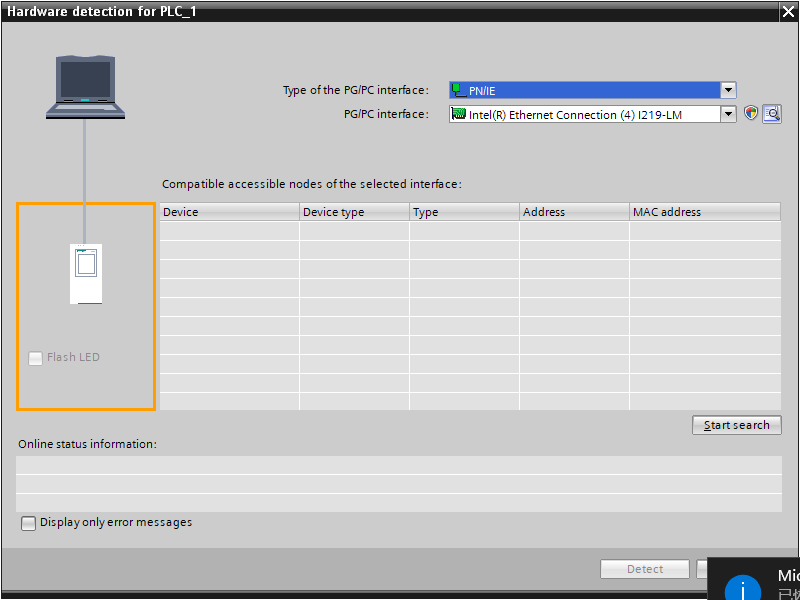 Hardware detection for PLC_1
Type of the PG/PC interface:
PN/IE
PG/PC interface:
Intel(R) Ethernet Connection (4) I219-LM
Compatible accessible nodes of the selected interface:
Device
Device type
Type
Address
MAC address
Flash LED
Start search
Online status information:
Display only error messages
Detect